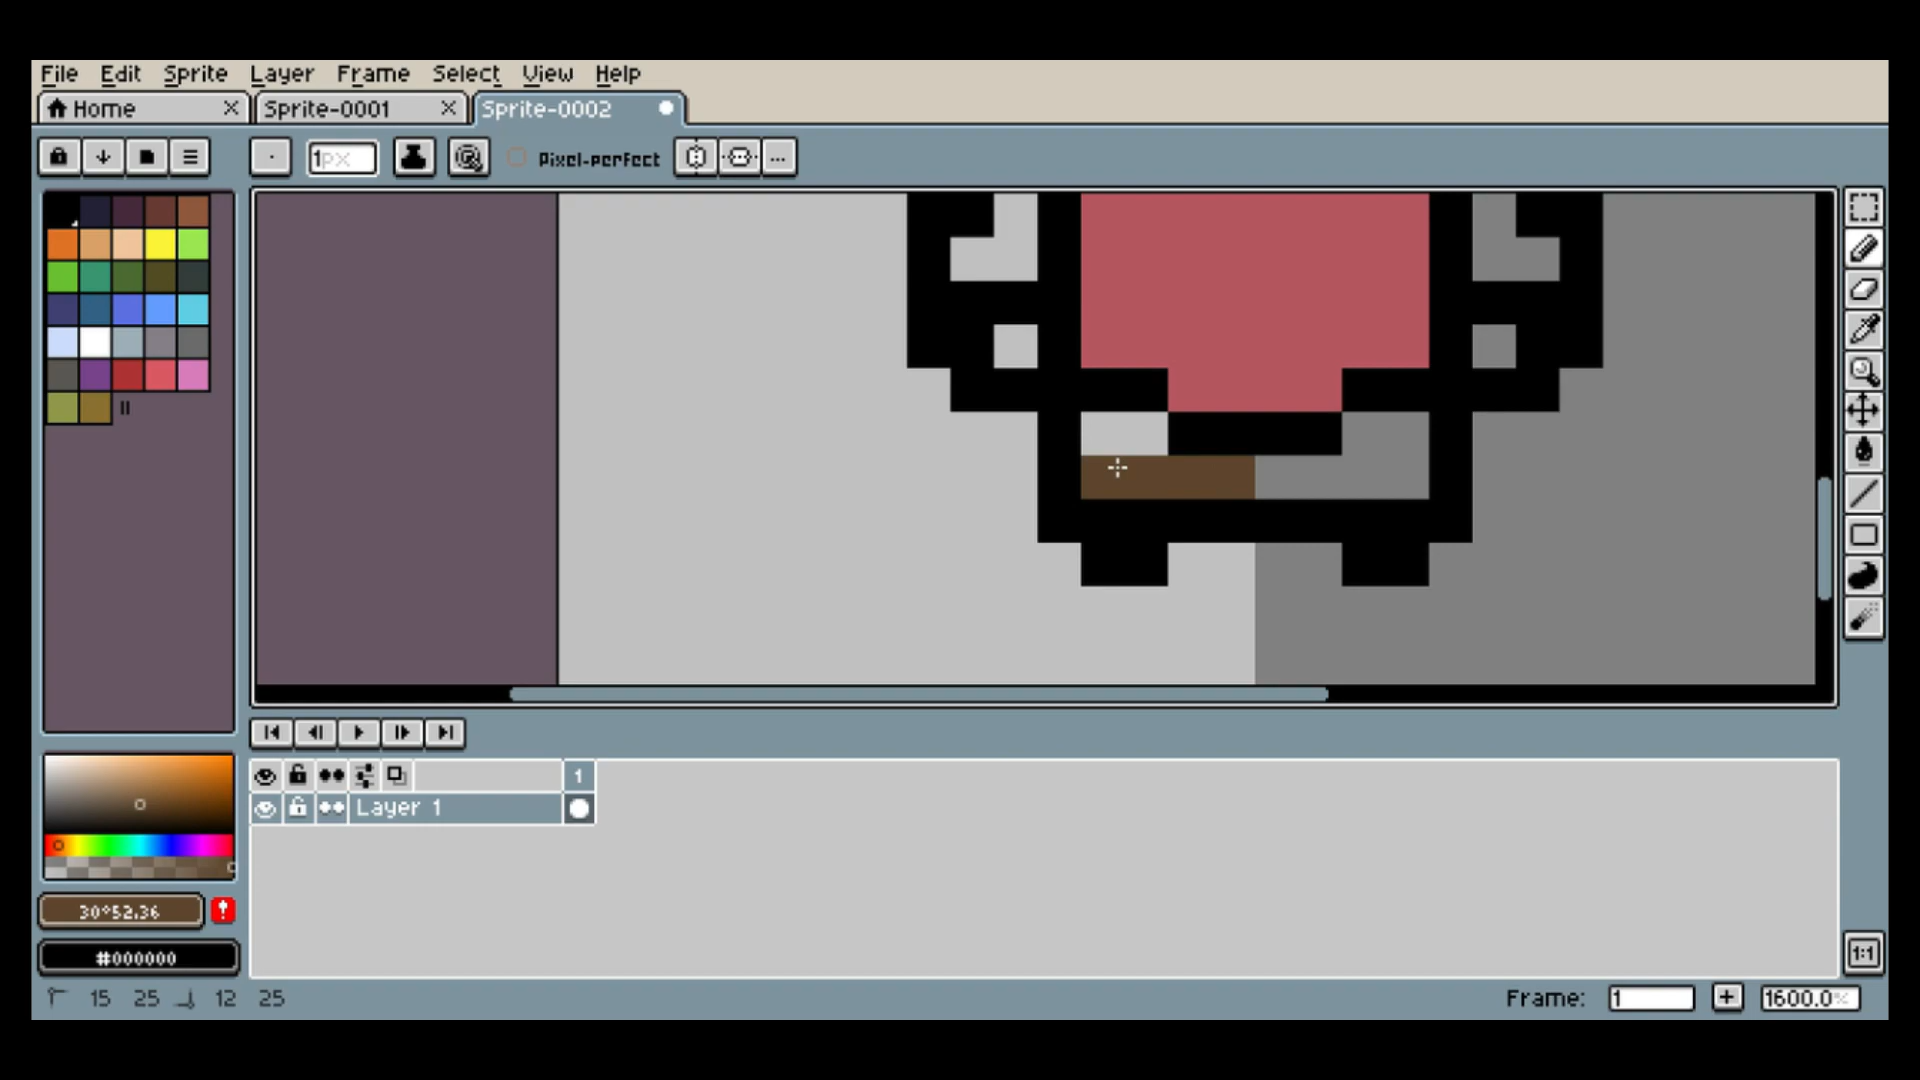 File Edit Sprite Layer Frame Select View Help
Home Sprite-0001 Sprite-0002
1px Pixel-perfect ...
1
Layer 1
30°52.36
#000000
15 25 12 25 Frame: 1 + 1600.0%
1:1